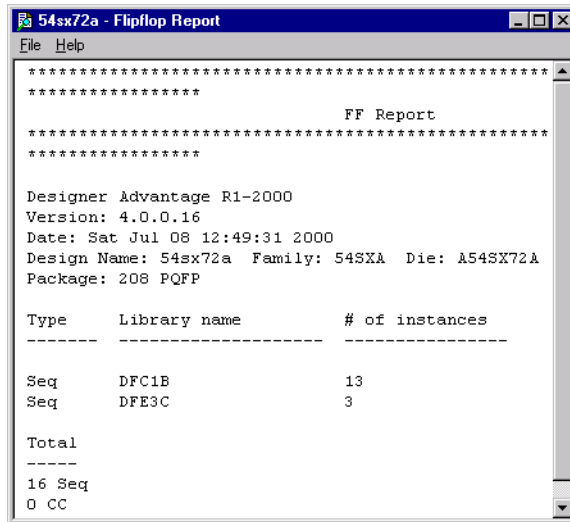 54sx72a - Flipflop Report
File Help
***************************************************
*****************
FF Report
***************************************************
*****************
Designer Advantage R1-2000
Version: 4.0.0.16
Date: Sat Jul 08 12:49:31 2000
Design Name: 54sx72a Family: 54SXA Die: A54SX72A
Package: 208 PQFP
Type Library name # of instances
------- -------------------- ----------------
Seq DFC1B 13
Seq DFE3C 3
Total
-----
16 Seq
0 CC